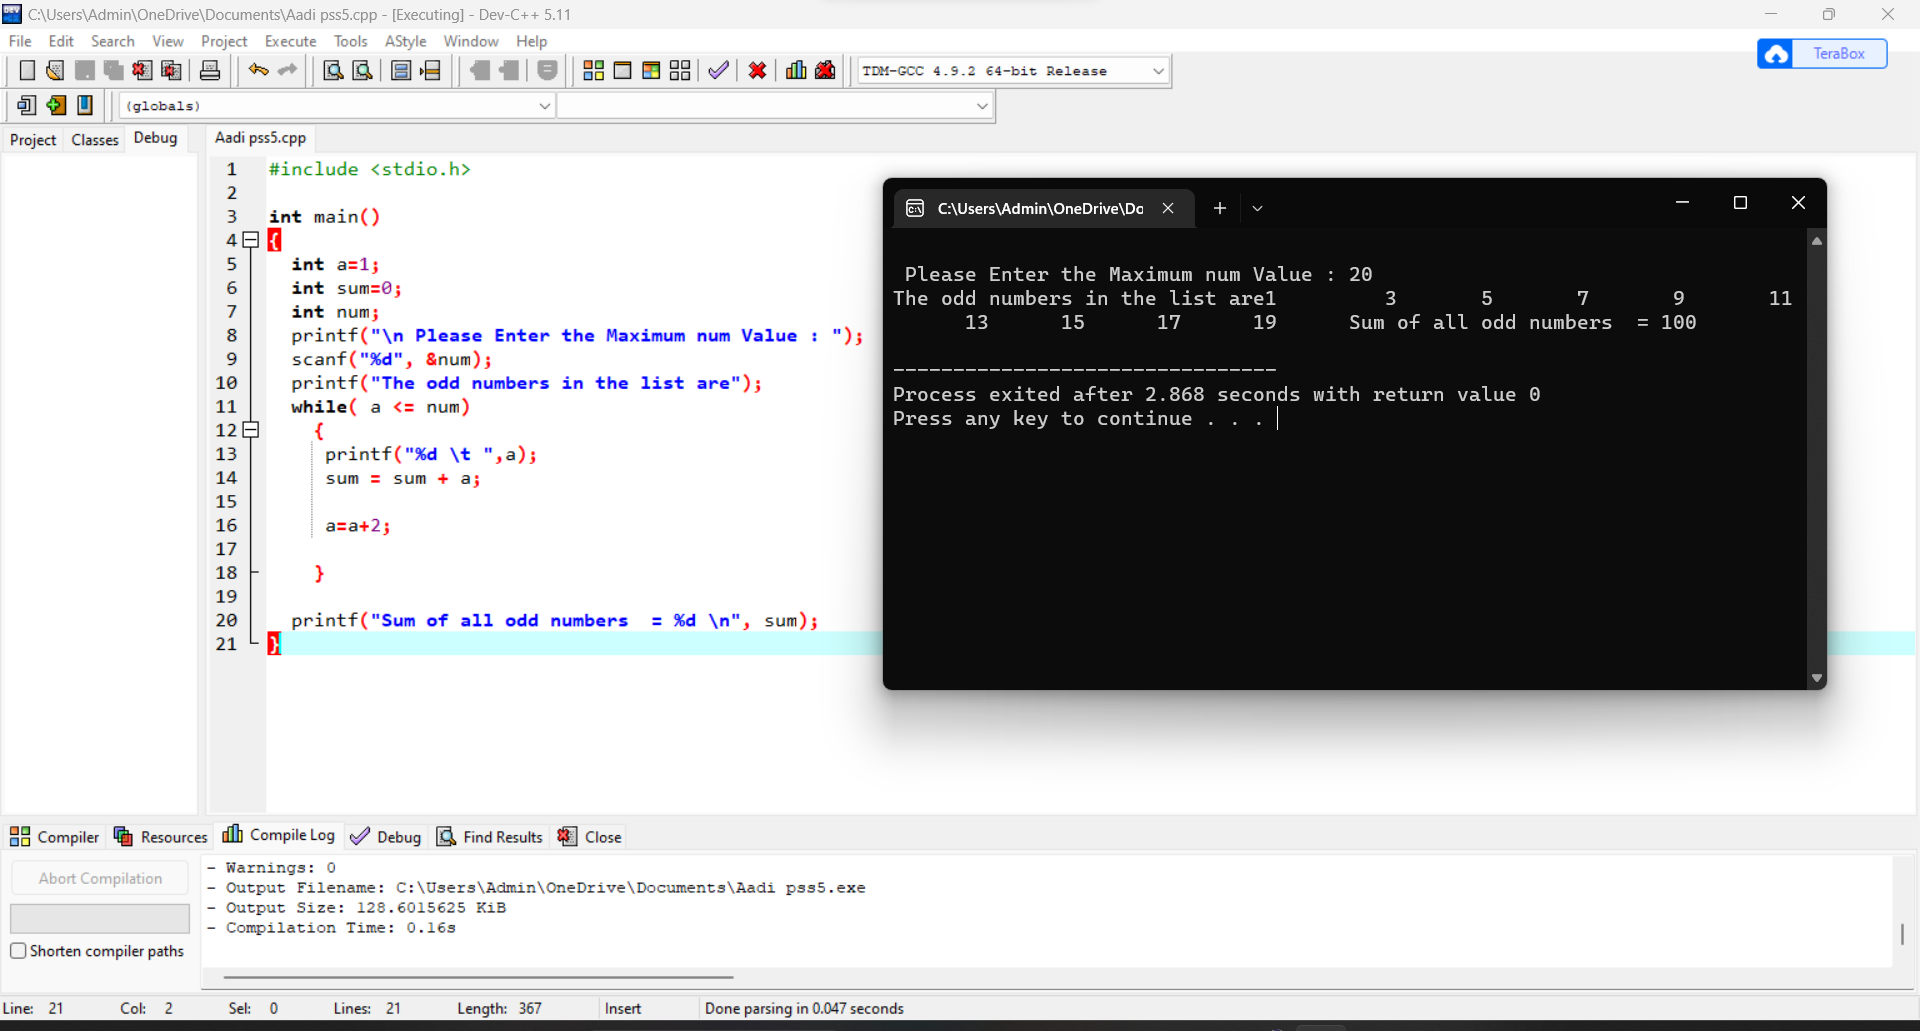 C:\Users\Admin\OneDrive\Documents\Aadi pss5.cpp - [Executing] - Dev-C++ 5.11
File Edit Search View Project Execute Tools AStyle Window Help
TeraBox
TDM-GCC 4.9.2 64-bit Release
(globals)
Project Classes Debug
Aadi pss5.cpp
1 #include <stdio.h>
2
3 int main()
4 {
5 int a=1;
6 int sum=0;
7 int num;
8 printf("\n Please Enter the Maximum num Value : ");
9 scanf("%d", &num);
10 printf("The odd numbers in the list are");
11 while( a <= num)
12 {
13 printf("%d \t ",a);
14 sum = sum + a;
15
16 a=a+2;
17
18 }
19
20 printf("Sum of all odd numbers  = %d \n", sum);
21 }
C:\Users\Admin\OneDrive\Do
Please Enter the Maximum num Value : 20
The odd numbers in the list are1 3 5 7 9 11
13 15 17 19 Sum of all odd numbers  = 100
--------------------------------
Process exited after 2.868 seconds with return value 0
Press any key to continue . . .
Compiler Resources Compile Log Debug Find Results Close
Abort Compilation
Shorten compiler paths
- Warnings: 0
- Output Filename: C:\Users\Admin\OneDrive\Documents\Aadi pss5.exe
- Output Size: 128.6015625 KiB
- Compilation Time: 0.16s
Line: 21 Col: 2 Sel: 0 Lines: 21 Length: 367 Insert Done parsing in 0.047 seconds